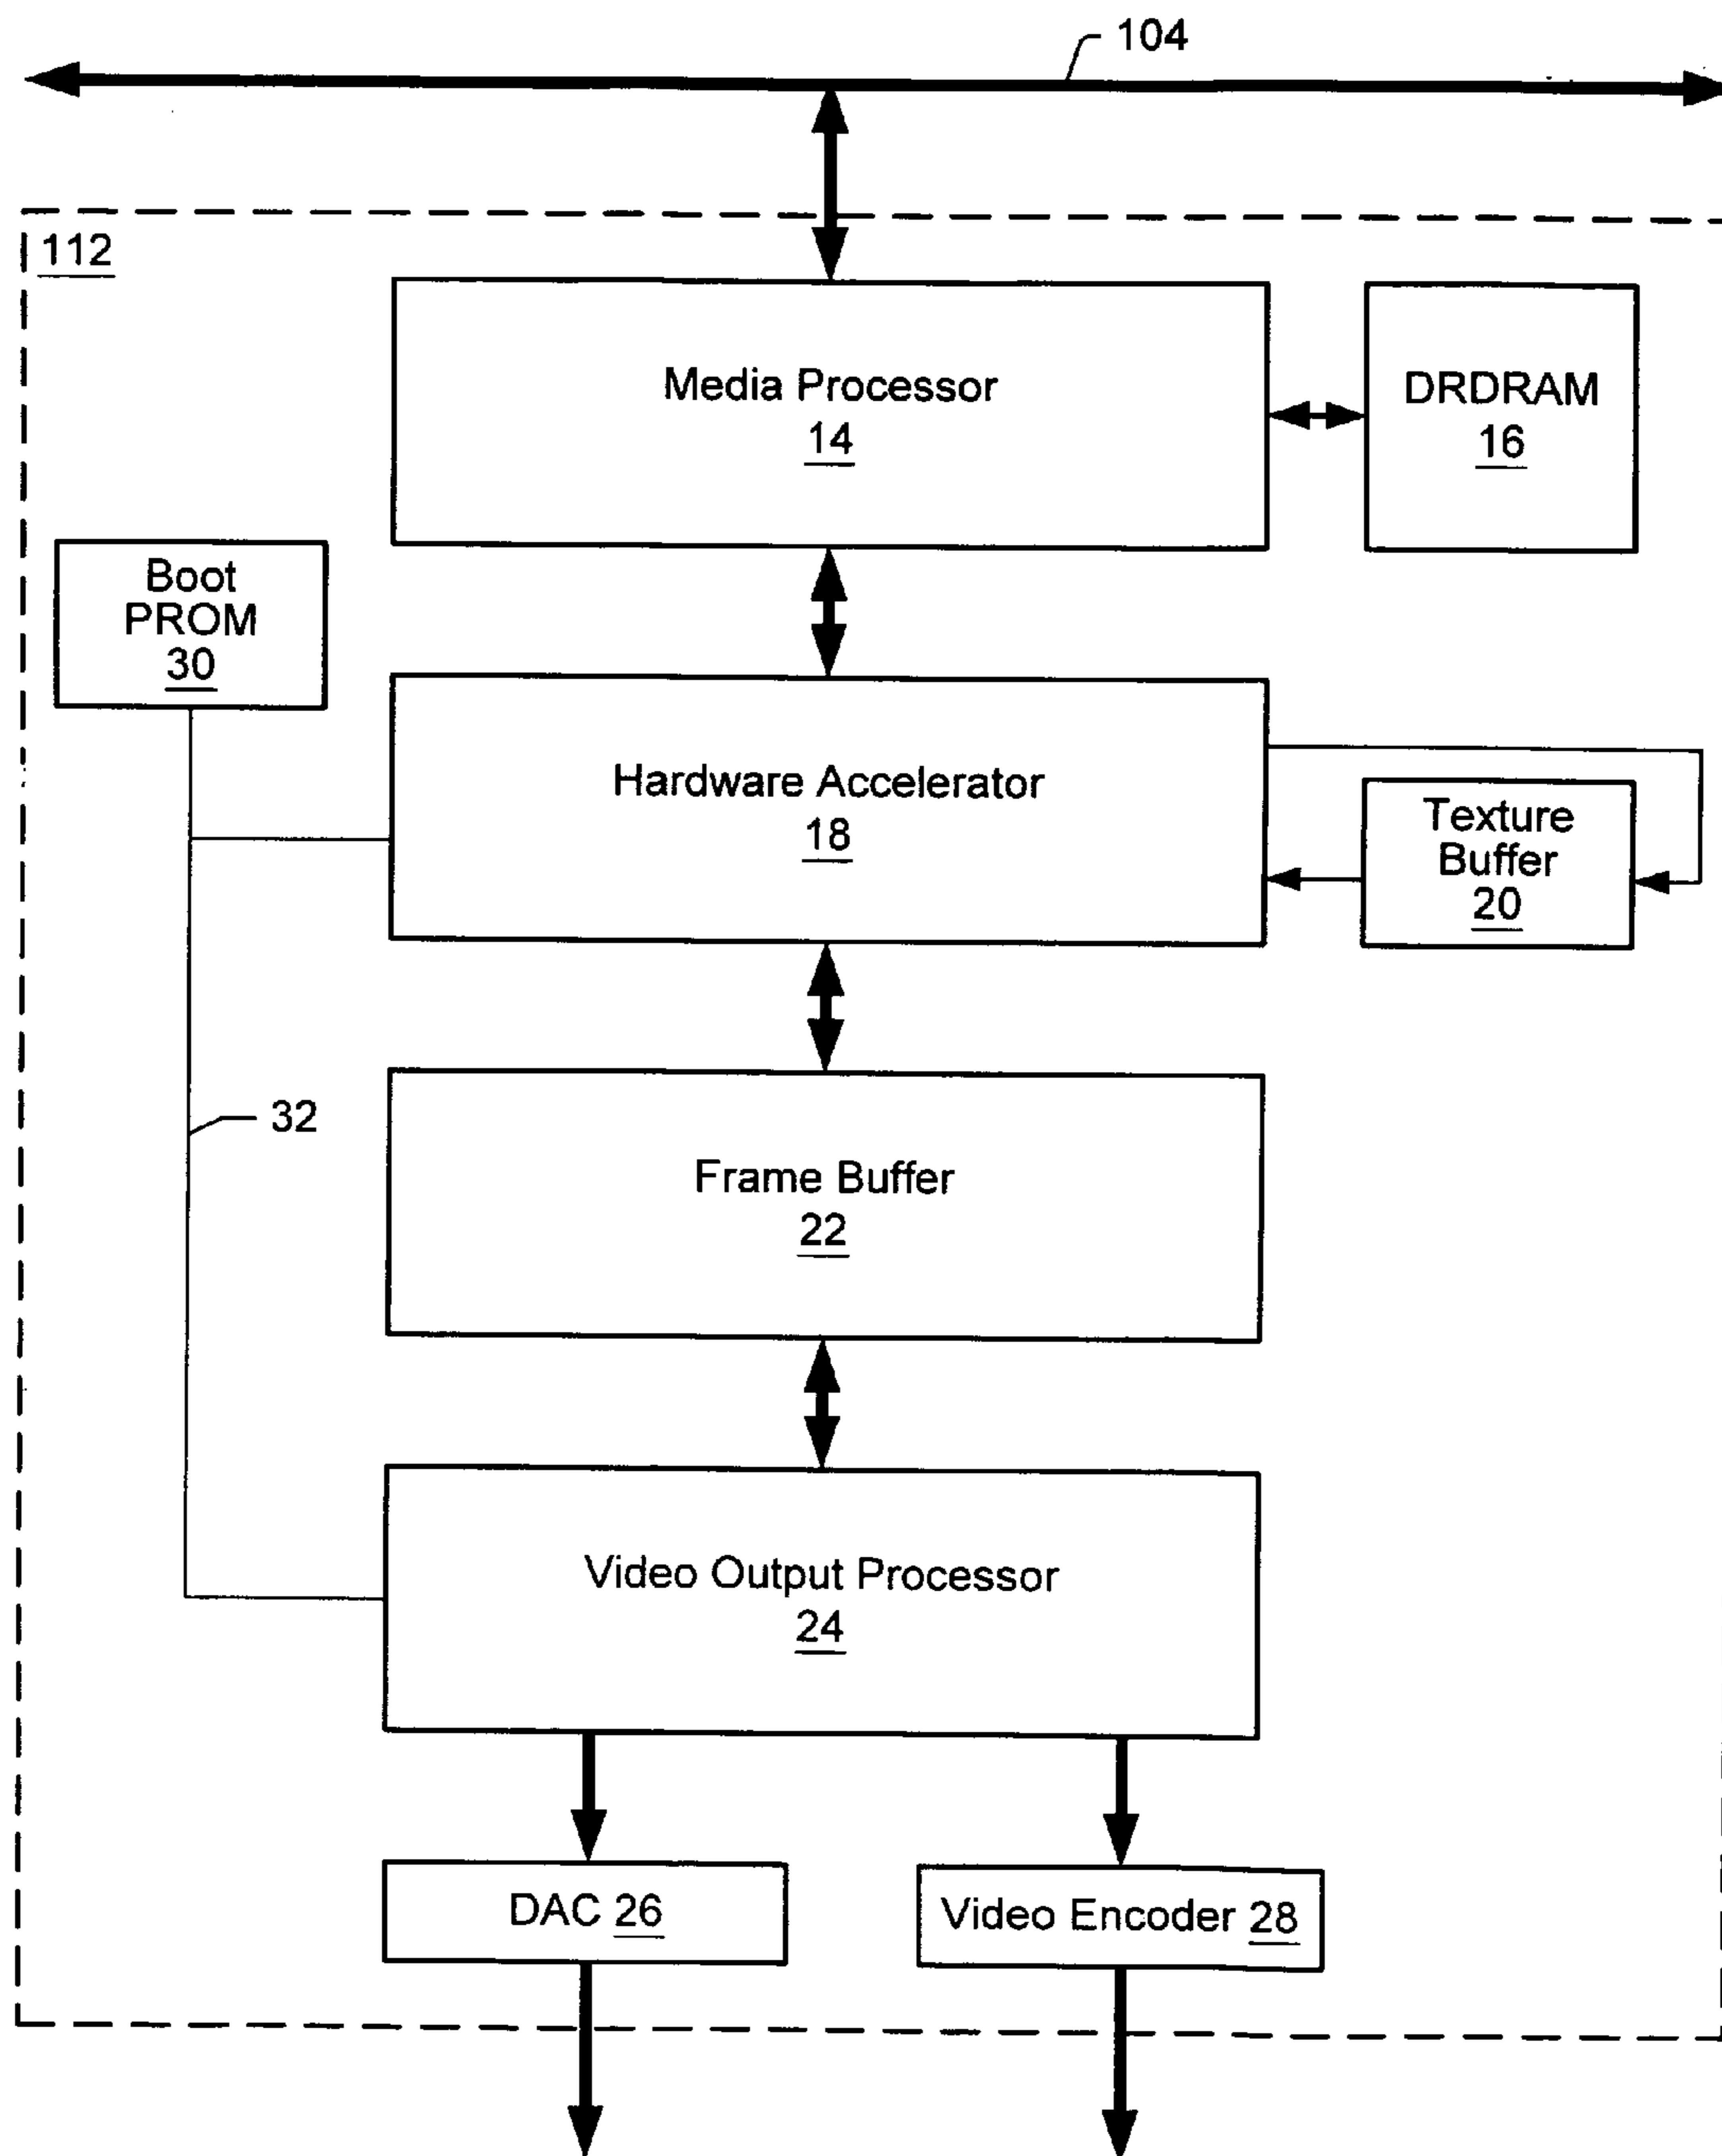 104
112
Media Processor
14
DRDRAM
16
Boot
PROM
30
Hardware Accelerator
18
Texture
Buffer
20
32
Frame Buffer
22
Video Output Processor
24
DAC 26
Video Encoder 28